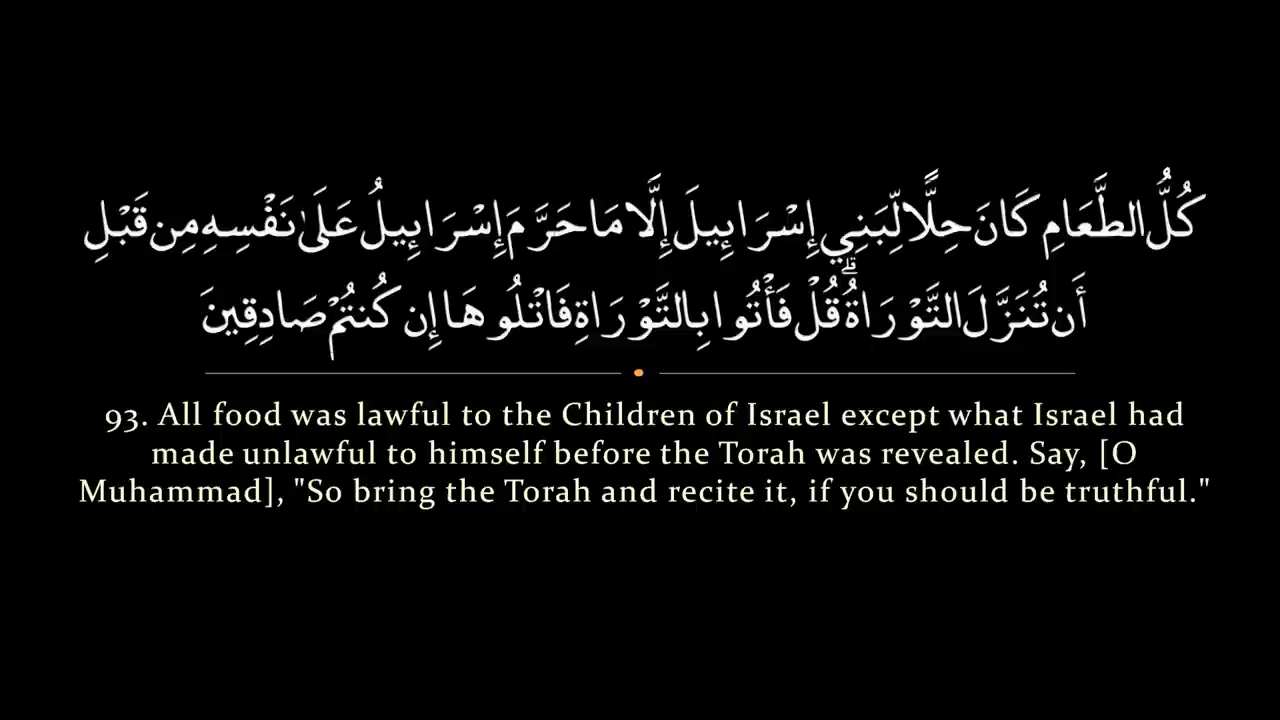 كُلُّ الطَّعَامِ كَانَ حِلًّا لِّبَنِي إِسْرَائِيلَ إِلَّا مَا حَرَّمَ إِسْرَائِيلُ عَلَىٰ نَفْسِهِ مِن قَبْلِ
أَن تُنَزَّلَ التَّوْرَاةُ ۗ قُلْ فَأْتُوا بِالتَّوْرَاةِ فَاتْلُوهَا إِن كُنتُمْ صَادِقِينَ
93. All food was lawful to the Children of Israel except what Israel had
made unlawful to himself before the Torah was revealed. Say, [O
Muhammad], "So bring the Torah and recite it, if you should be truthful."